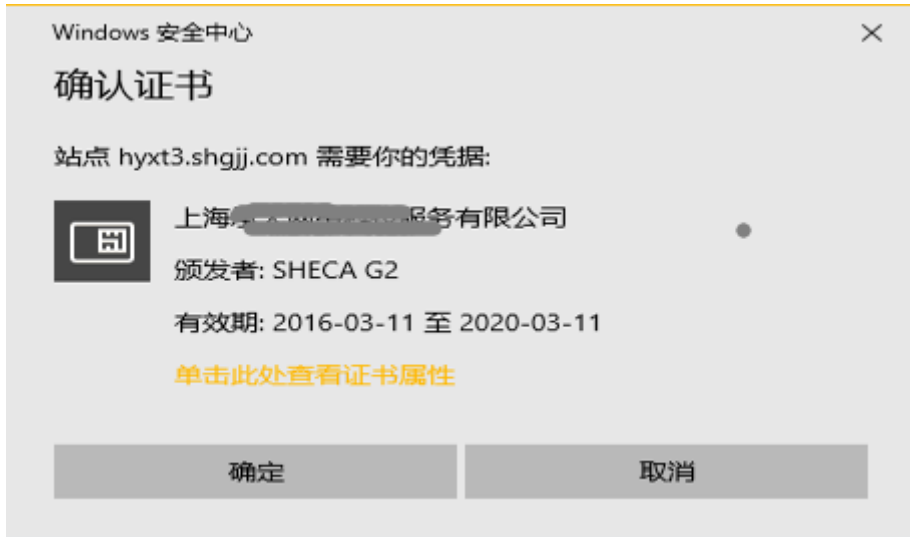 Windows 安全中心
确认证书
站点 hyxt3.shgjj.com 需要你的凭据:
上海服务有限公司
颁发者: SHECA G2
有效期: 2016-03-11 至 2020-03-11
单击此处查看证书属性
确定
取消